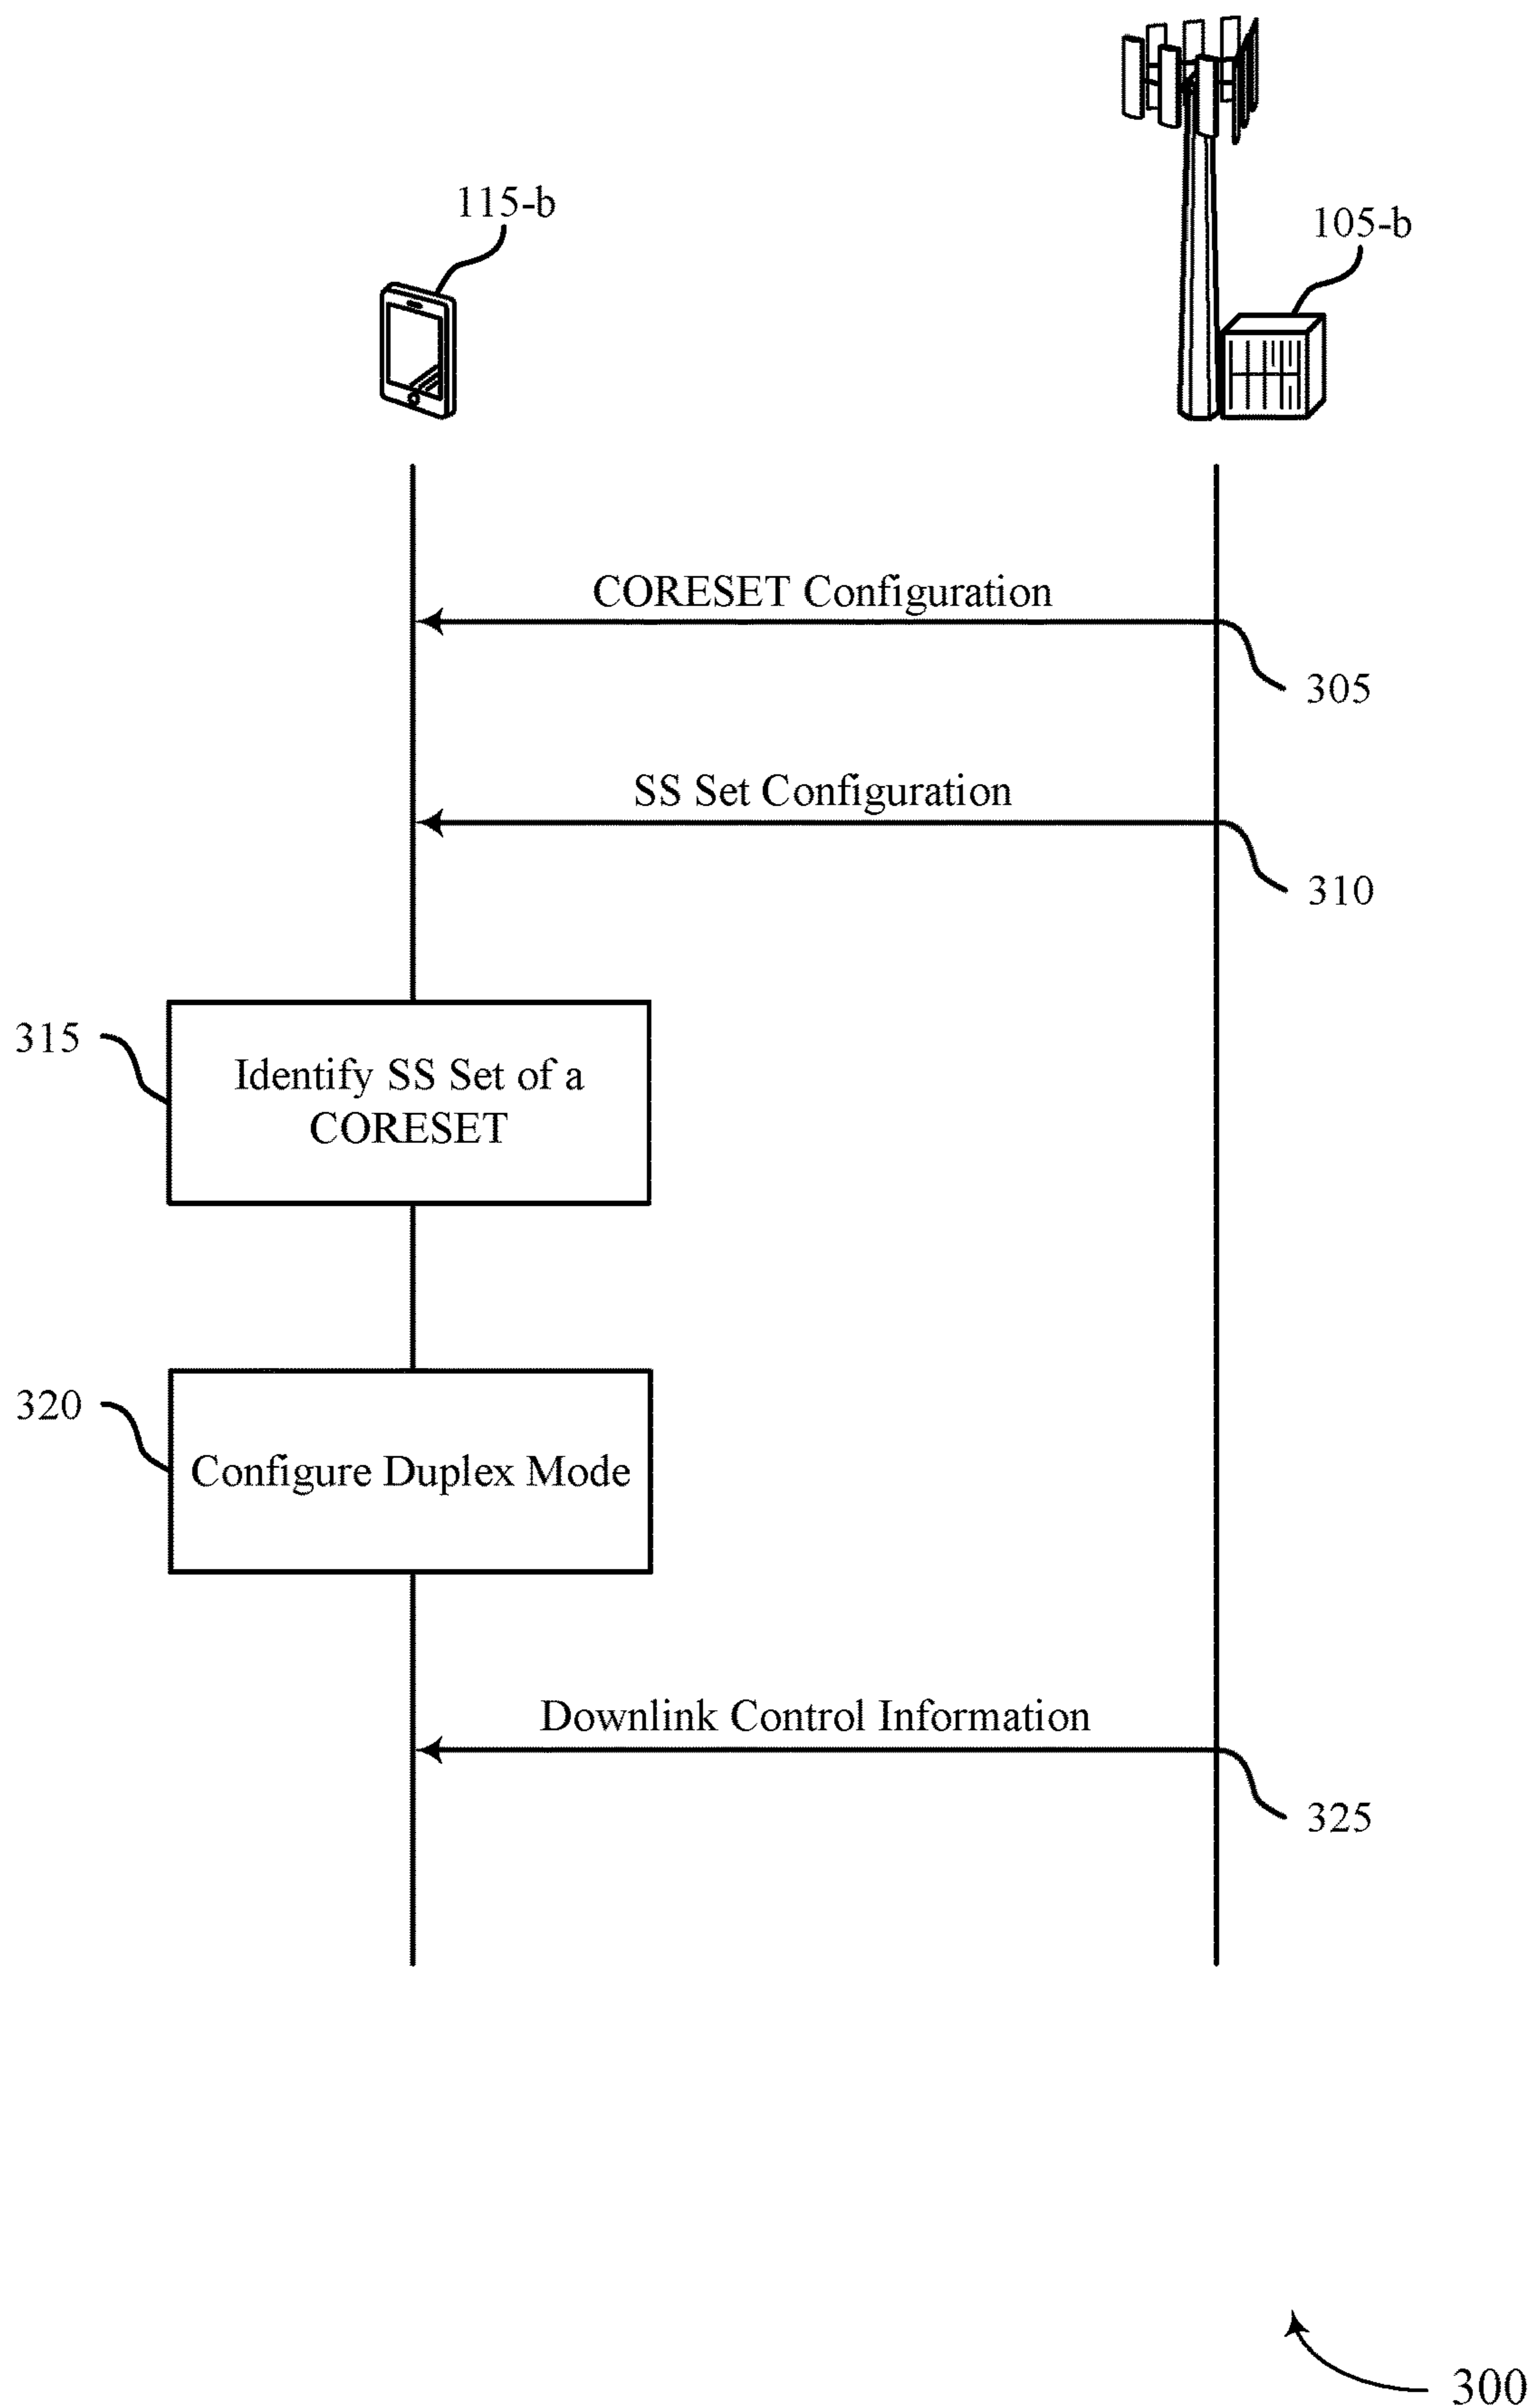 115-b
105-b
CORESET Configuration
305
SS Set Configuration
310
315
Identify SS Set of a
CORESET
320
Configure Duplex Mode
Downlink Control Information
325
300